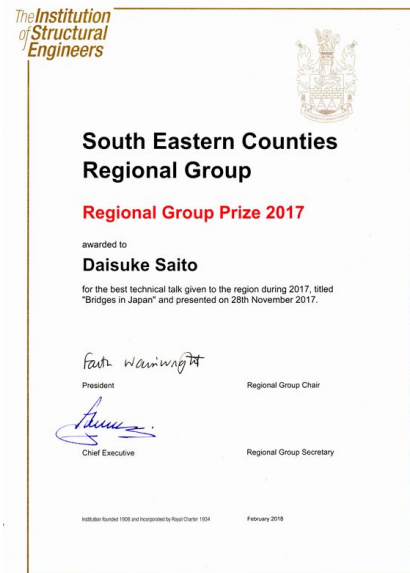 The Institution
of Structural
Engineers
South Eastern Counties
Regional Group
Regional Group Prize 2017
awarded to
Daisuke Saito
for the best technical talk given to the region during 2017, titled
"Bridges in Japan" and presented on 28th November 2017.
Faith Wainwright
President
Regional Group Chair
Chief Executive
Regional Group Secretary
Institution founded 1908 and Incorporated by Royal Charter 1934
February 2018